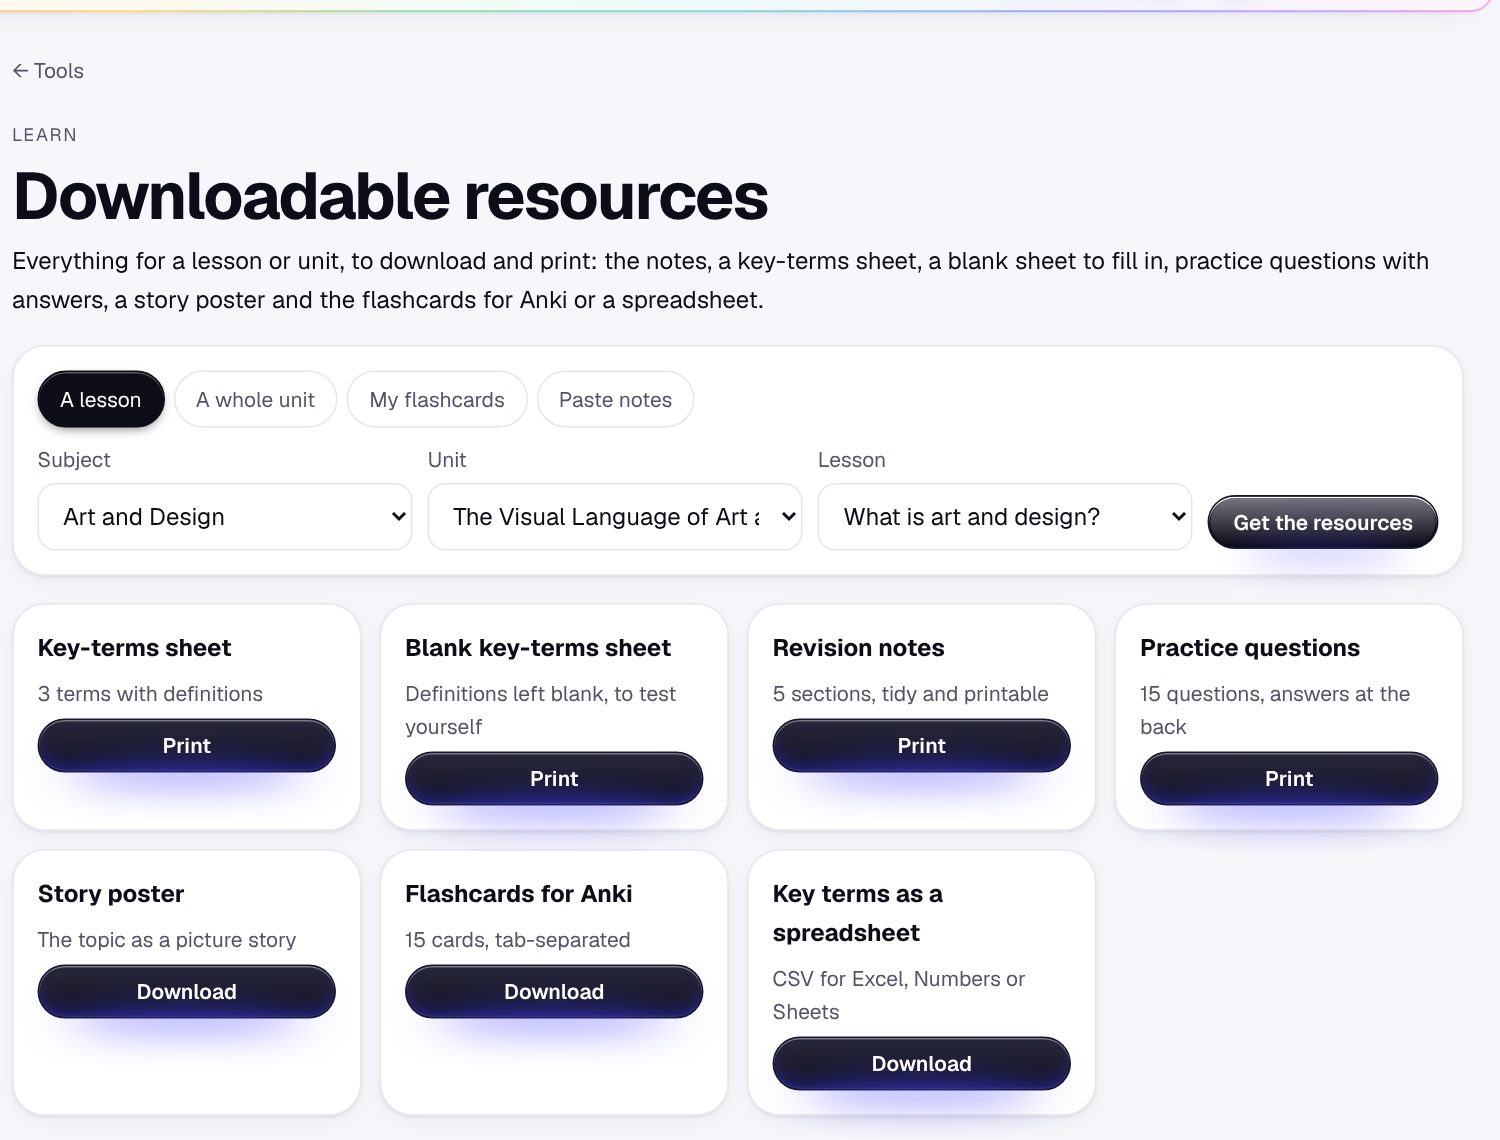 ← Tools
LEARN
Downloadable resources
Everything for a lesson or unit, to download and print: the notes, a key-terms sheet, a blank sheet to fill in, practice questions with
answers, a story poster and the flashcards for Anki or a spreadsheet.
A lesson
A whole unit
My flashcards
Paste notes
Subject
Unit
Lesson
Art and Design
The Visual Language of Art
What is art and design?
Get the resources
Key-terms sheet
3 terms with definitions
Print
Blank key-terms sheet
Definitions left blank, to test
yourself
Print
Revision notes
5 sections, tidy and printable
Print
Practice questions
15 questions, answers at the
back
Print
Story poster
The topic as a picture story
Download
Flashcards for Anki
15 cards, tab-separated
Download
Key terms as a
spreadsheet
CSV for Excel, Numbers or
Sheets
Download